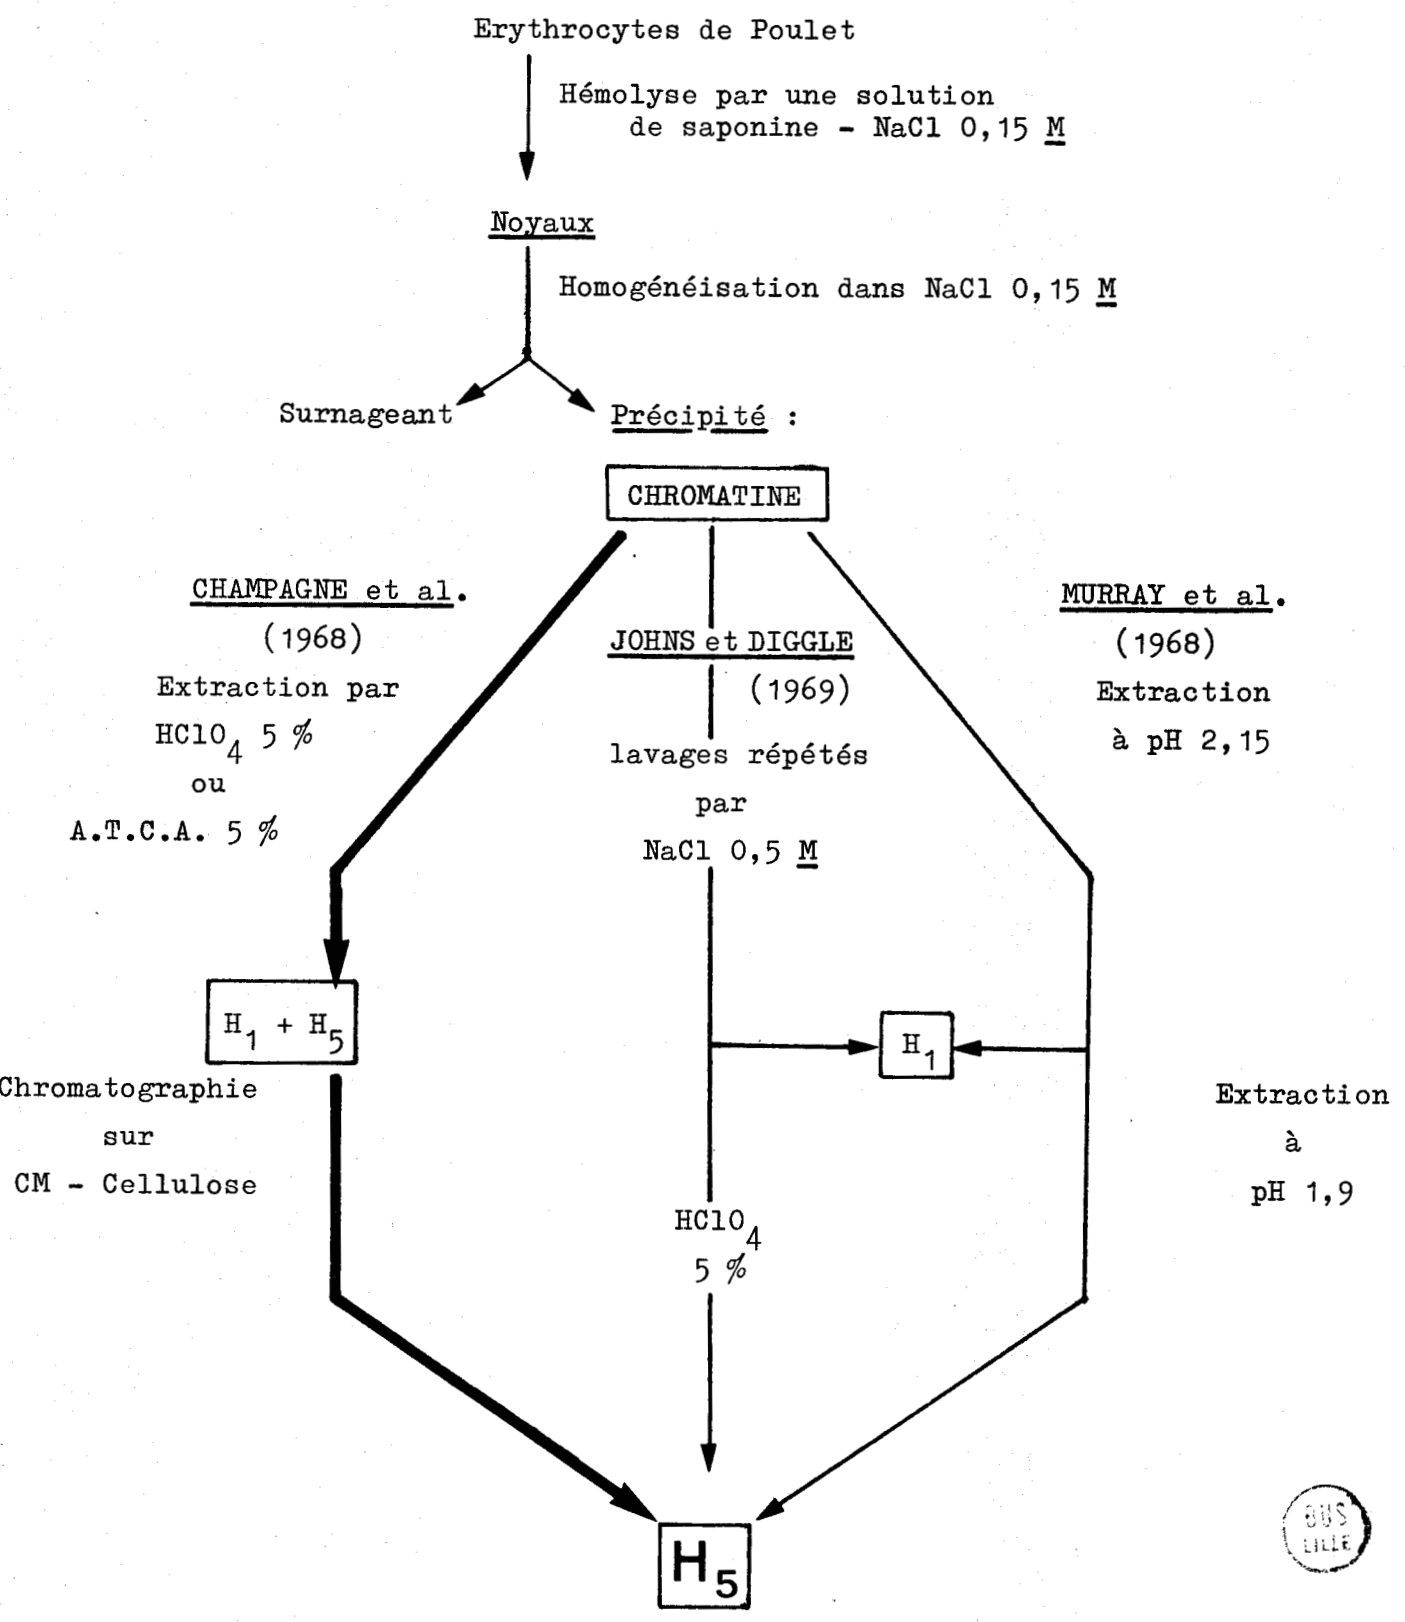 Erythrocytes de Poulet
Hémolyse par une solution
de saponine - NaCl 0,15 M
Noyaux
Homogénéisation dans NaCl 0,15 M
Surnageant
Précipité :
CHROMATINE
CHAMPAGNE et al.
(1968)
Extraction par
HClO4 5 %
ou
A.T.C.A. 5 %
JOHNS et DIGGLE
(1969)
lavages répétés
par
NaCl 0,5 M
MURRAY et al.
(1968)
Extraction
à pH 2,15
H1 + H5
H1
Chromatographie
sur
CM - Cellulose
Extraction
à
pH 1,9
HClO4
5 %
H5
BUS
LILLE